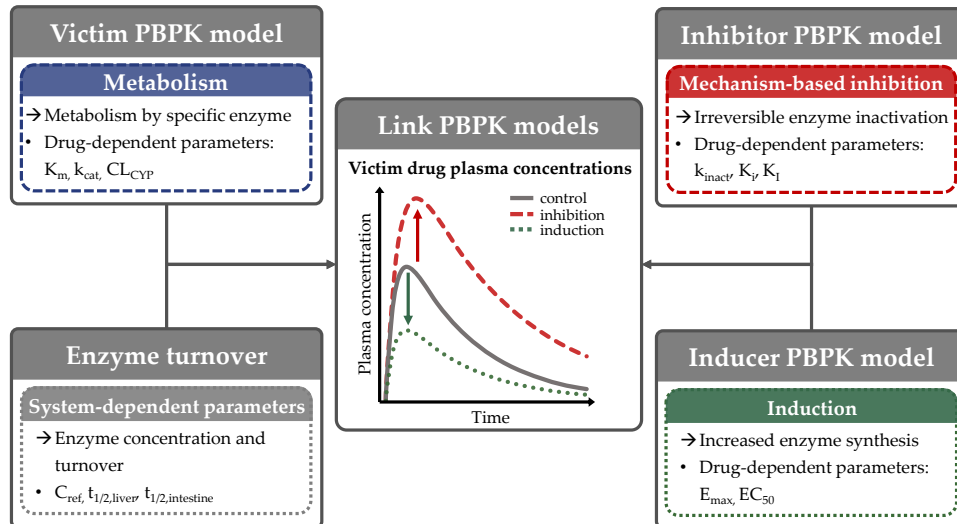 Victim PBPK model
Metabolism
→ Metabolism by specific enzyme
• Drug-dependent parameters:
Km, kcat, CLCYP
Enzyme turnover
System-dependent parameters
→ Enzyme concentration and
turnover
• Cref, t1/2,liver, t1/2,intestine
Link PBPK models
Victim drug plasma concentrations
control
inhibition
induction
Plasma concentration
Time
Inhibitor PBPK model
Mechanism-based inhibition
→ Irreversible enzyme inactivation
• Drug-dependent parameters:
kinact, Ki, KI
Inducer PBPK model
Induction
→ Increased enzyme synthesis
• Drug-dependent parameters:
Emax, EC50